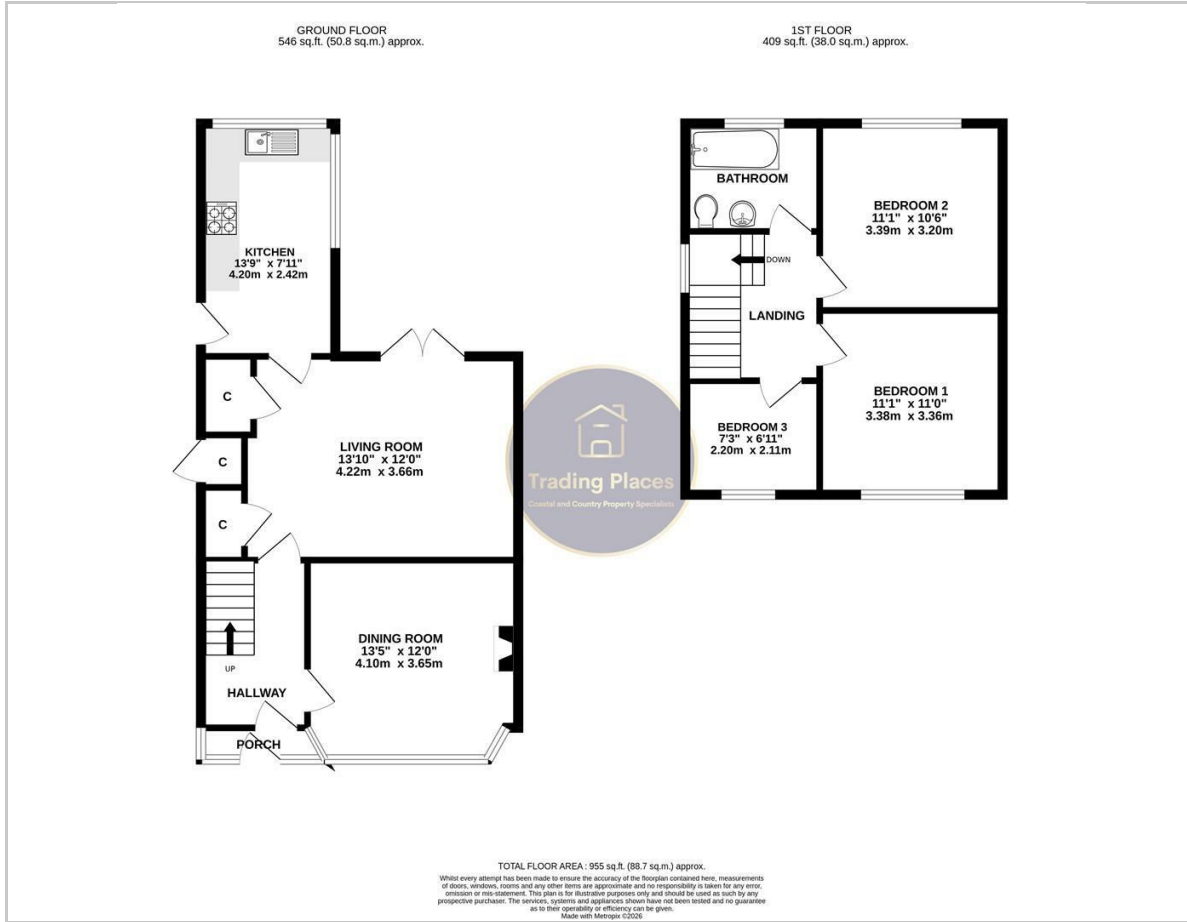 GROUND FLOOR
546 sq.ft. (50.8 sq.m.) approx.
1ST FLOOR
409 sq.ft. (38.0 sq.m.) approx.
KITCHEN
13'9" x 7'11"
4.20m x 2.42m
C
C
C
LIVING ROOM
13'10" x 12'0"
4.22m x 3.66m
DINING ROOM
13'5" x 12'0"
4.10m x 3.65m
UP
HALLWAY
PORCH
Trading Places
Coastal and Country Property Specialists
BATHROOM
BEDROOM 2
11'1" x 10'6"
3.39m x 3.20m
DOWN
LANDING
BEDROOM 1
11'1" x 11'0"
3.38m x 3.36m
BEDROOM 3
7'3" x 6'11"
2.20m x 2.11m
TOTAL FLOOR AREA : 955 sq.ft. (88.7 sq.m.) approx.
Whilst every attempt has been made to ensure the accuracy of the floorplan contained here, measurements
of doors, windows, rooms and any other items are approximate and no responsibility is taken for any error,
omission or mis-statement. This plan is for illustrative purposes only and should be used as such by any
prospective purchaser. The services, systems and appliances shown have not been tested and no guarantee
as to their operability or efficiency can be given.
Made with Metropix ©2026